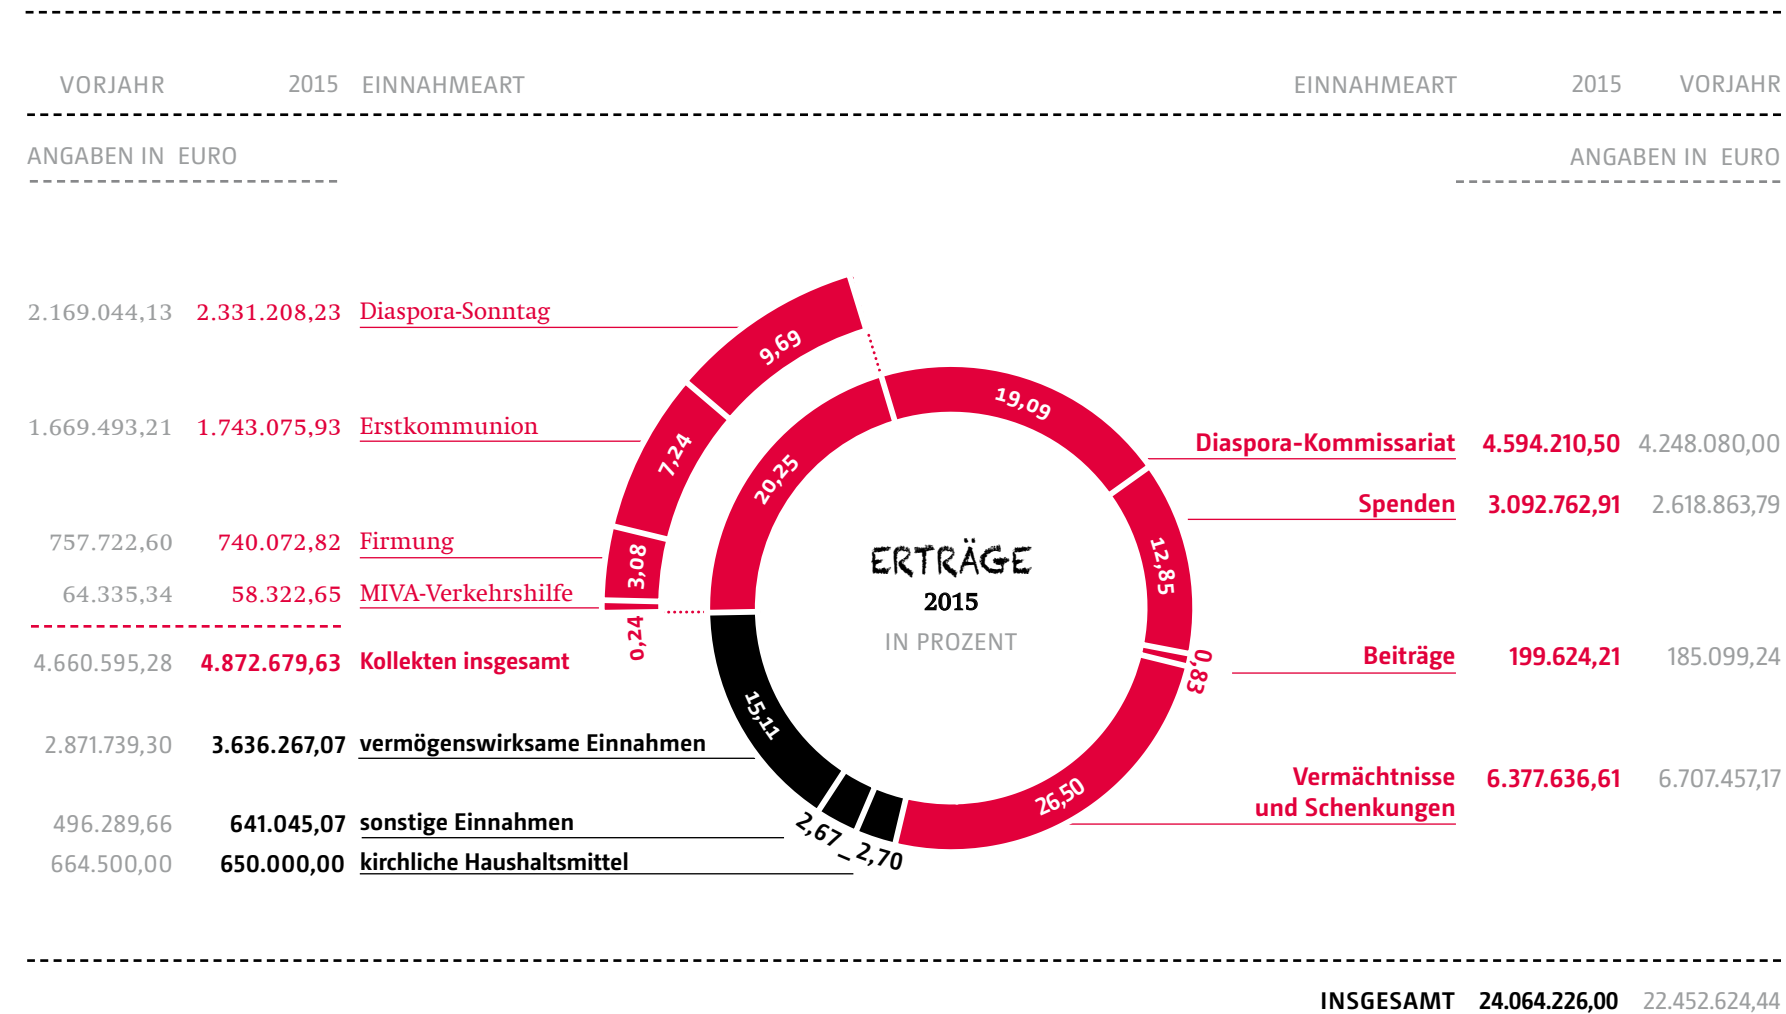 VORJAHR 2015 EINNAHMEART
EINNAHMEART 2015 VORJAHR
ANGABEN IN EURO
ANGABEN IN EURO
2.169.044,13 2.331.208,23 Diaspora-Sonntag
1.669.493,21 1.743.075,93 Erstkommunion
757.722,60 740.072,82 Firmung
64.335,34 58.322,65 MIVA-Verkehrshilfe
4.660.595,28 4.872.679,63 Kollekten insgesamt
2.871.739,30 3.636.267,07 vermögenswirksame Einnahmen
496.289,66 641.045,07 sonstige Einnahmen
664.500,00 650.000,00 kirchliche Haushaltsmittel
9,69
7,24
3,08
0,24
20,25
19,09
12,85
0,83
26,50
2,70
2,67_
15,11
ERTRÄGE
2015
IN PROZENT
Diaspora-Kommissariat 4.594.210,50 4.248.080,00
Spenden 3.092.762,91 2.618.863,79
Beiträge 199.624,21 185.099,24
Vermächtnisse 6.377.636,61 6.707.457,17
und Schenkungen
INSGESAMT 24.064.226,00 22.452.624,44